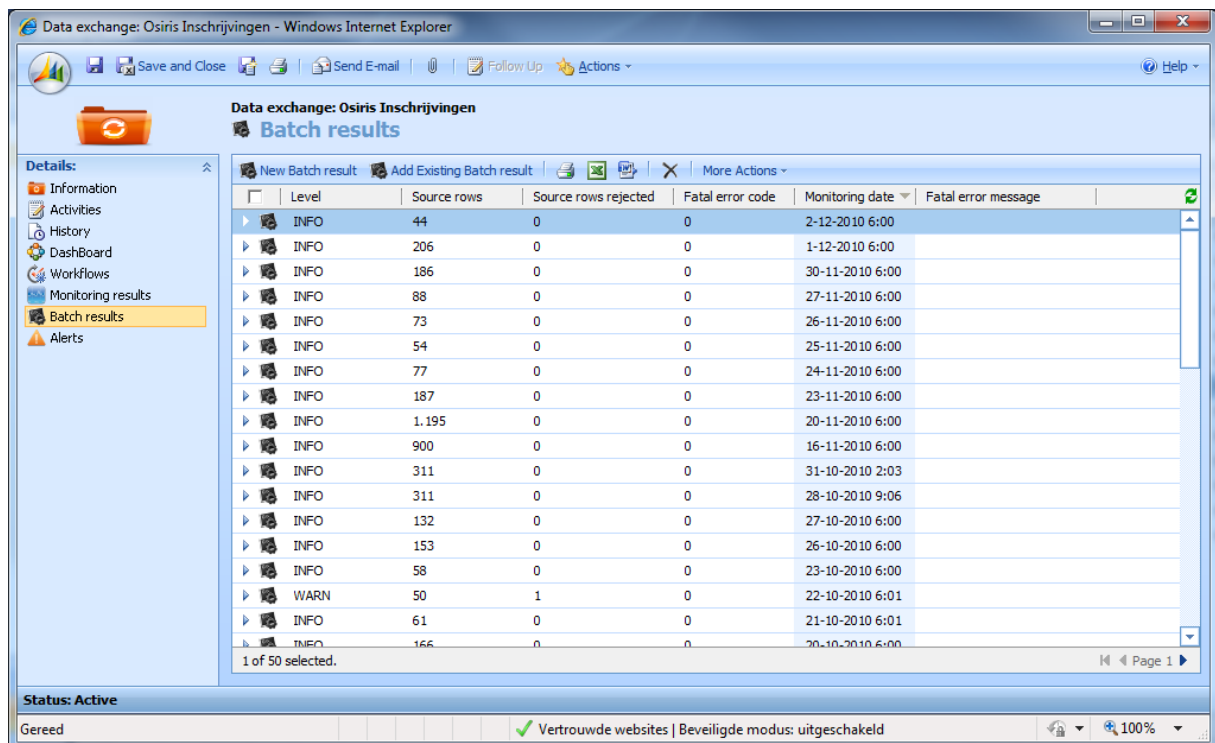 Data exchange: Osiris Inschrijvingen - Windows Internet Explorer
Save and Close Send E-mail Follow Up Actions Help
Data exchange: Osiris Inschrijvingen
Batch results
Details:
Information
Activities
History
DashBoard
Workflows
Monitoring results
Batch results
Alerts
New Batch result Add Existing Batch result More Actions
Level Source rows Source rows rejected Fatal error code Monitoring date Fatal error message
INFO 44 0 0 2-12-2010 6:00
INFO 206 0 0 1-12-2010 6:00
INFO 186 0 0 30-11-2010 6:00
INFO 88 0 0 27-11-2010 6:00
INFO 73 0 0 26-11-2010 6:00
INFO 54 0 0 25-11-2010 6:00
INFO 77 0 0 24-11-2010 6:00
INFO 187 0 0 23-11-2010 6:00
INFO 1.195 0 0 20-11-2010 6:00
INFO 900 0 0 16-11-2010 6:00
INFO 311 0 0 31-10-2010 2:03
INFO 311 0 0 28-10-2010 9:06
INFO 132 0 0 27-10-2010 6:00
INFO 153 0 0 26-10-2010 6:00
INFO 58 0 0 23-10-2010 6:00
WARN 50 1 0 22-10-2010 6:01
INFO 61 0 0 21-10-2010 6:01
INFO 166 0 0 20-10-2010 6:00
1 of 50 selected. Page 1
Status: Active
Gereed Vertrouwde websites | Beveiligde modus: uitgeschakeld 100%